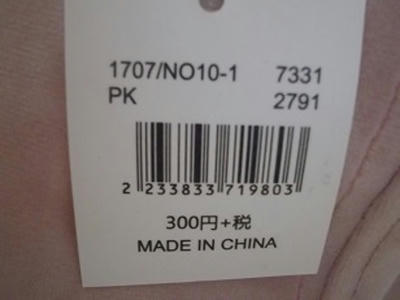 1707/NO10-1 7331
PK 2791
2 233833 719803
300円+税
MADE IN CHINA